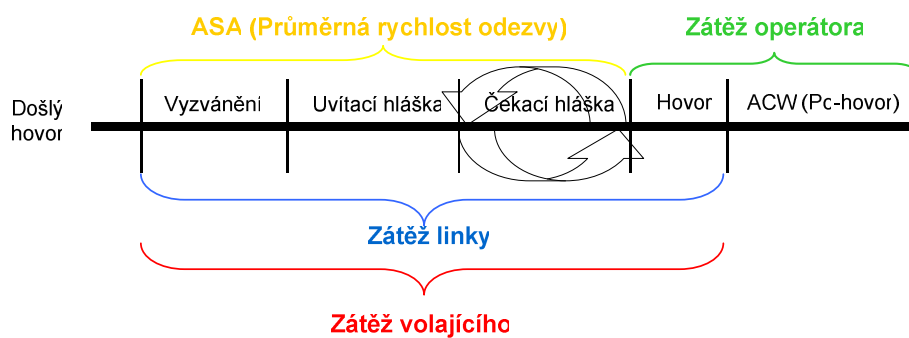 ASA (Průměrná rychlost odezvy)
Zátěž operátora
Došlý
hovor
Vyzvánění
Uvítací hláška
Čekací hláška
Hovor
ACW (Po-hovor)
Zátěž linky
Zátěž volajícího